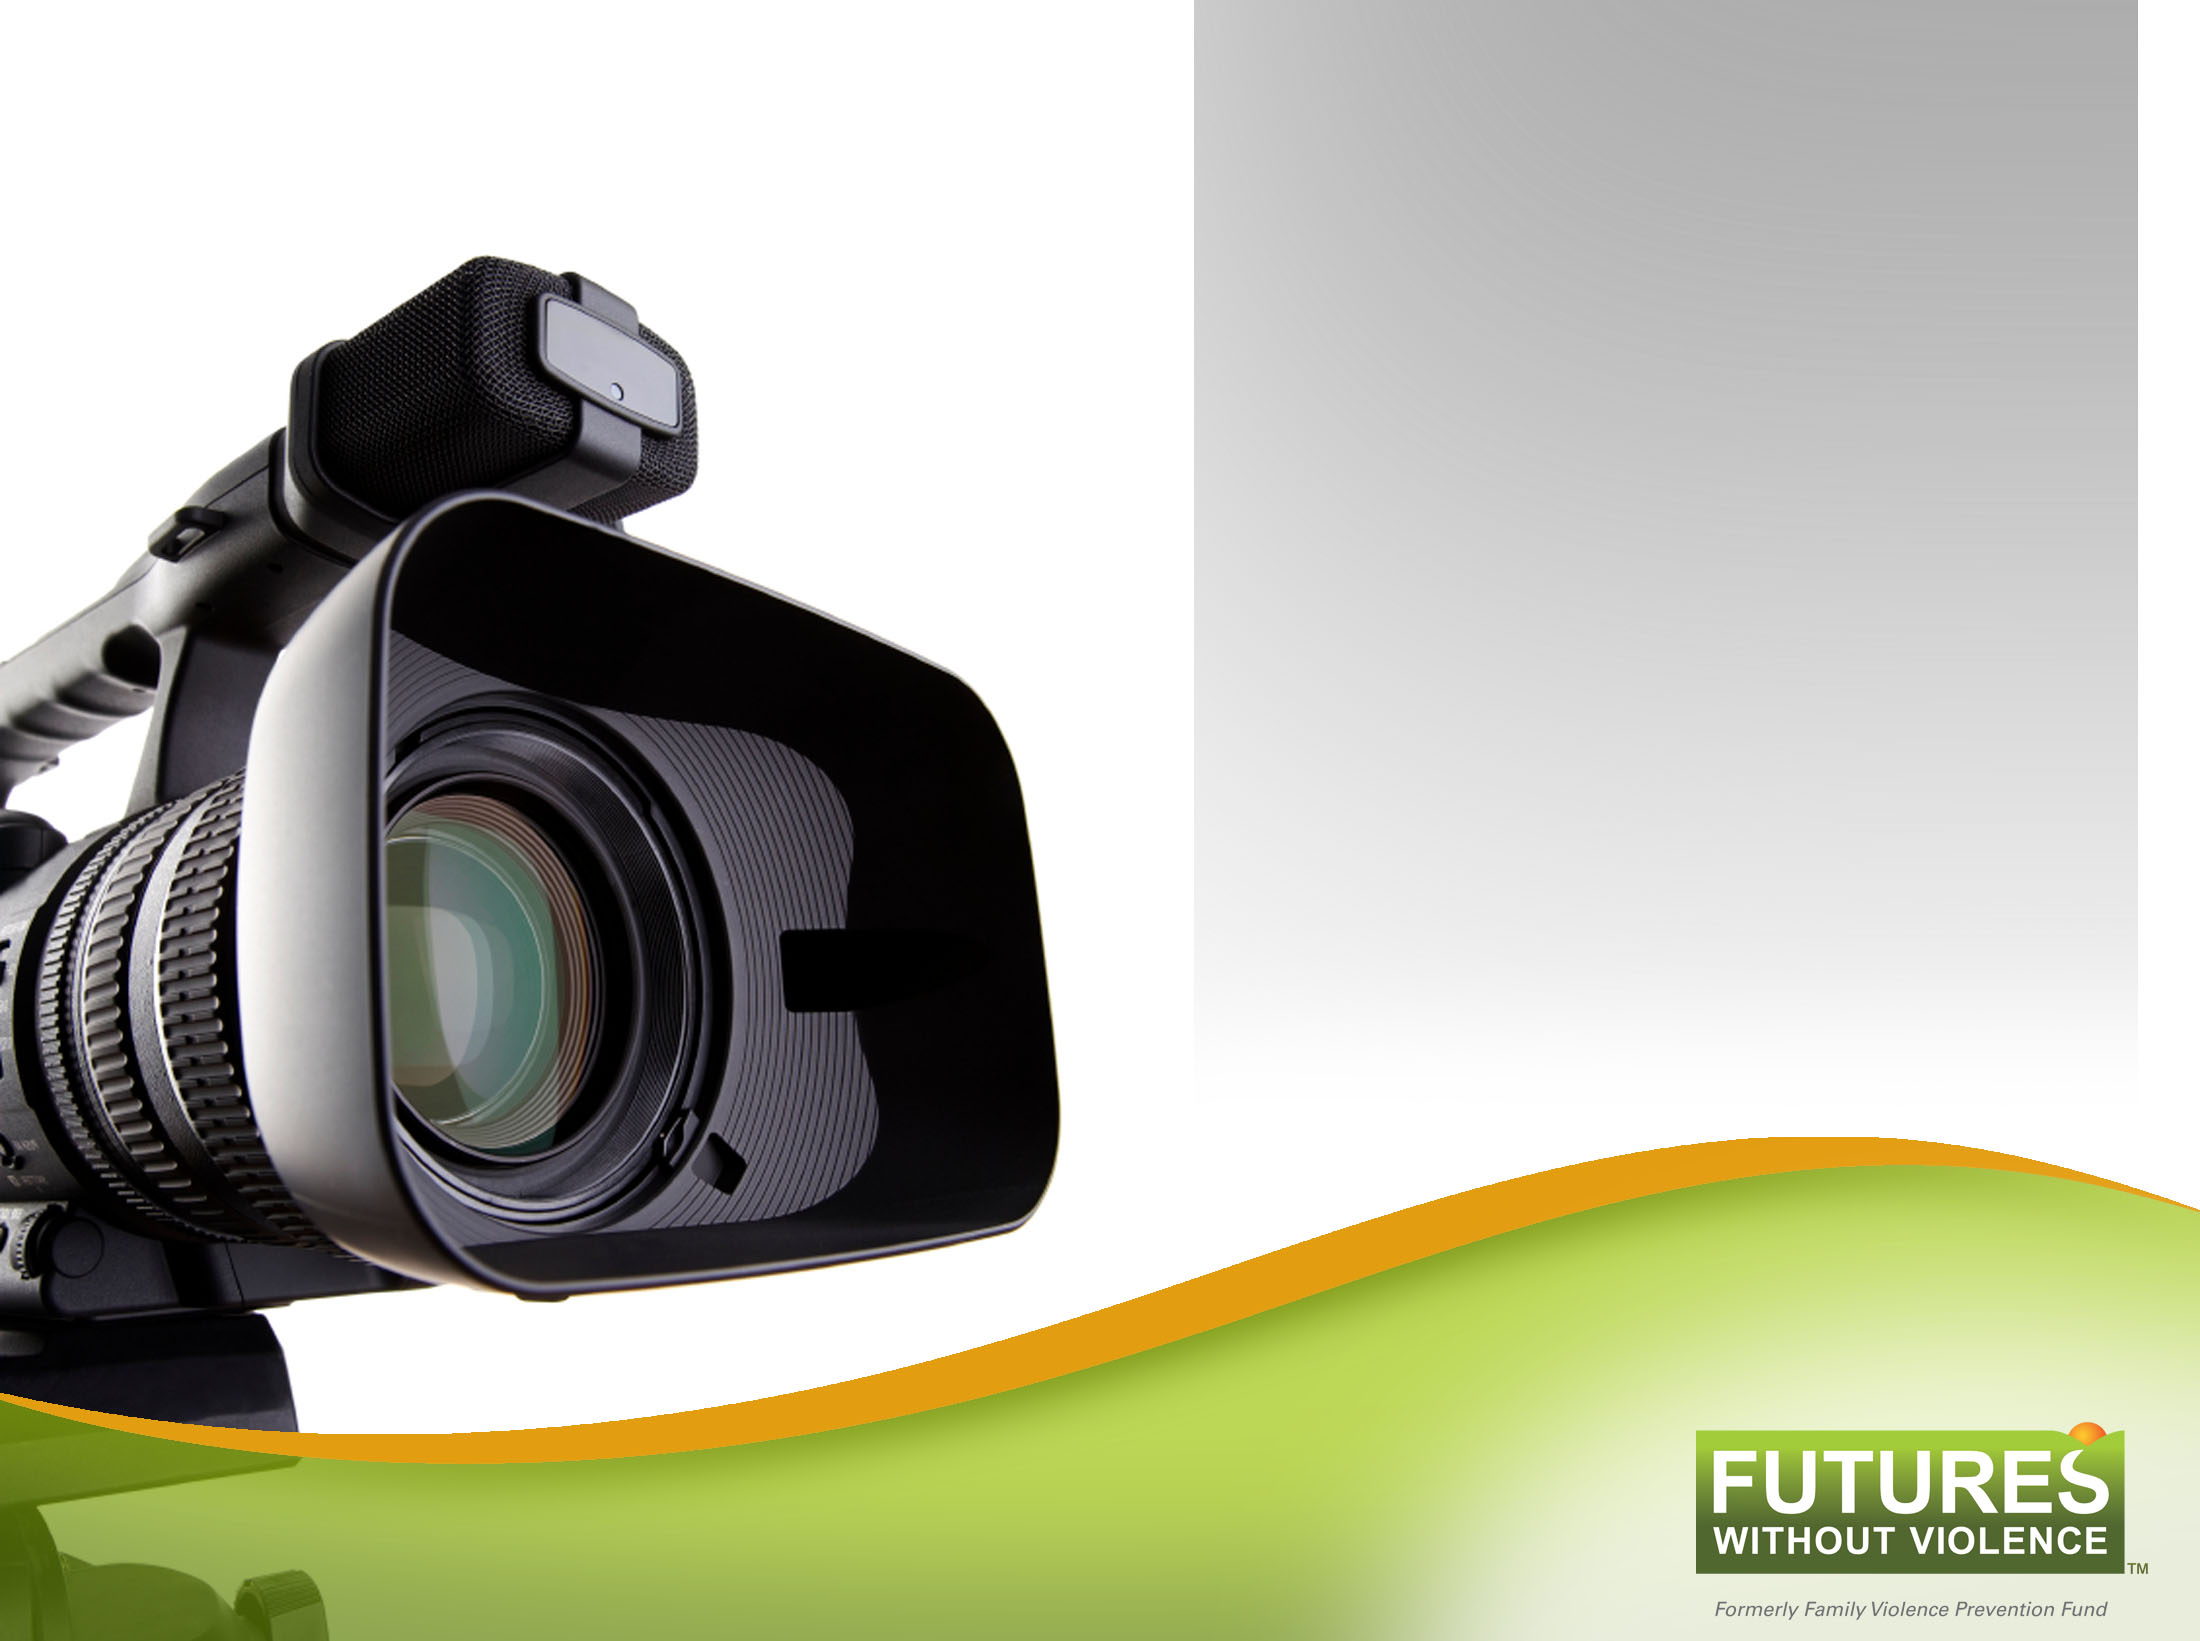 FUTURES
WITHOUT VIOLENCE
TM
Formerly Family Violence Prevention Fund